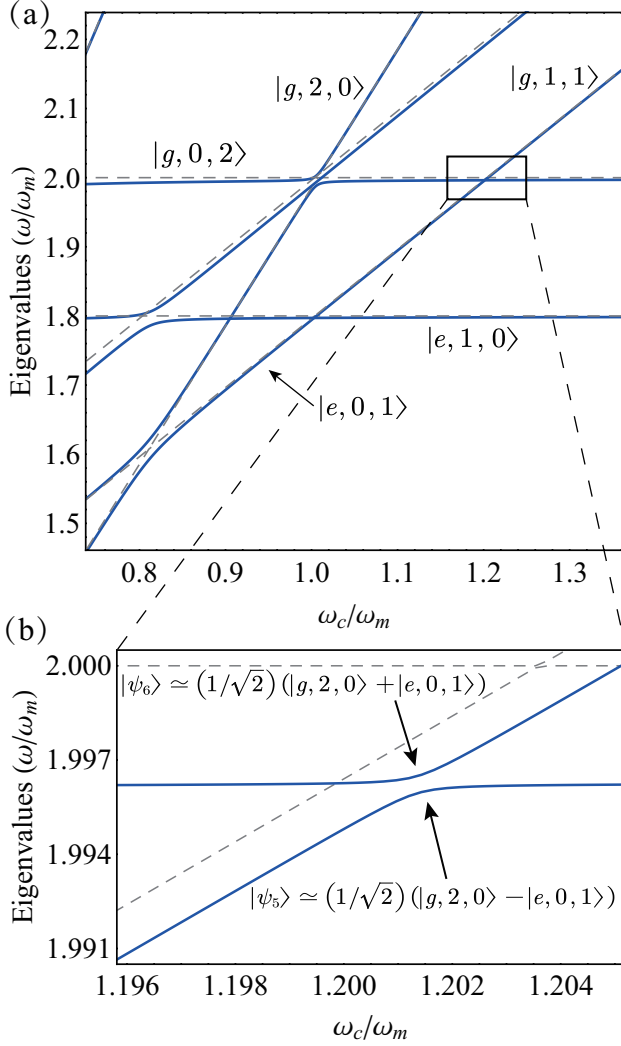 (a)
Eigenvalues (ω/ω_m)
2.2
2.1
2.0
1.9
1.8
1.7
1.6
1.5
|g, 2, 0⟩
|g, 1, 1⟩
|g, 0, 2⟩
|e, 1, 0⟩
|e, 0, 1⟩
0.8 0.9 1.0 1.1 1.2 1.3
ω_c/ω_m
(b)
Eigenvalues (ω/ω_m)
2.000
1.997
1.994
1.991
|ψ₆⟩ ≃ (1/√2) (|g, 2, 0⟩ +|e, 0, 1⟩)
|ψ₅⟩ ≃ (1/√2) (|g, 2, 0⟩ −|e, 0, 1⟩)
1.196 1.198 1.200 1.202 1.204
ω_c/ω_m